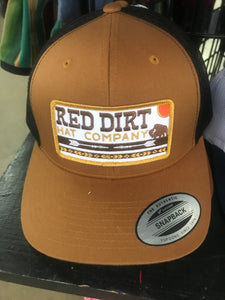 RED DIRT
HAT COMPANY
SNAPBACK